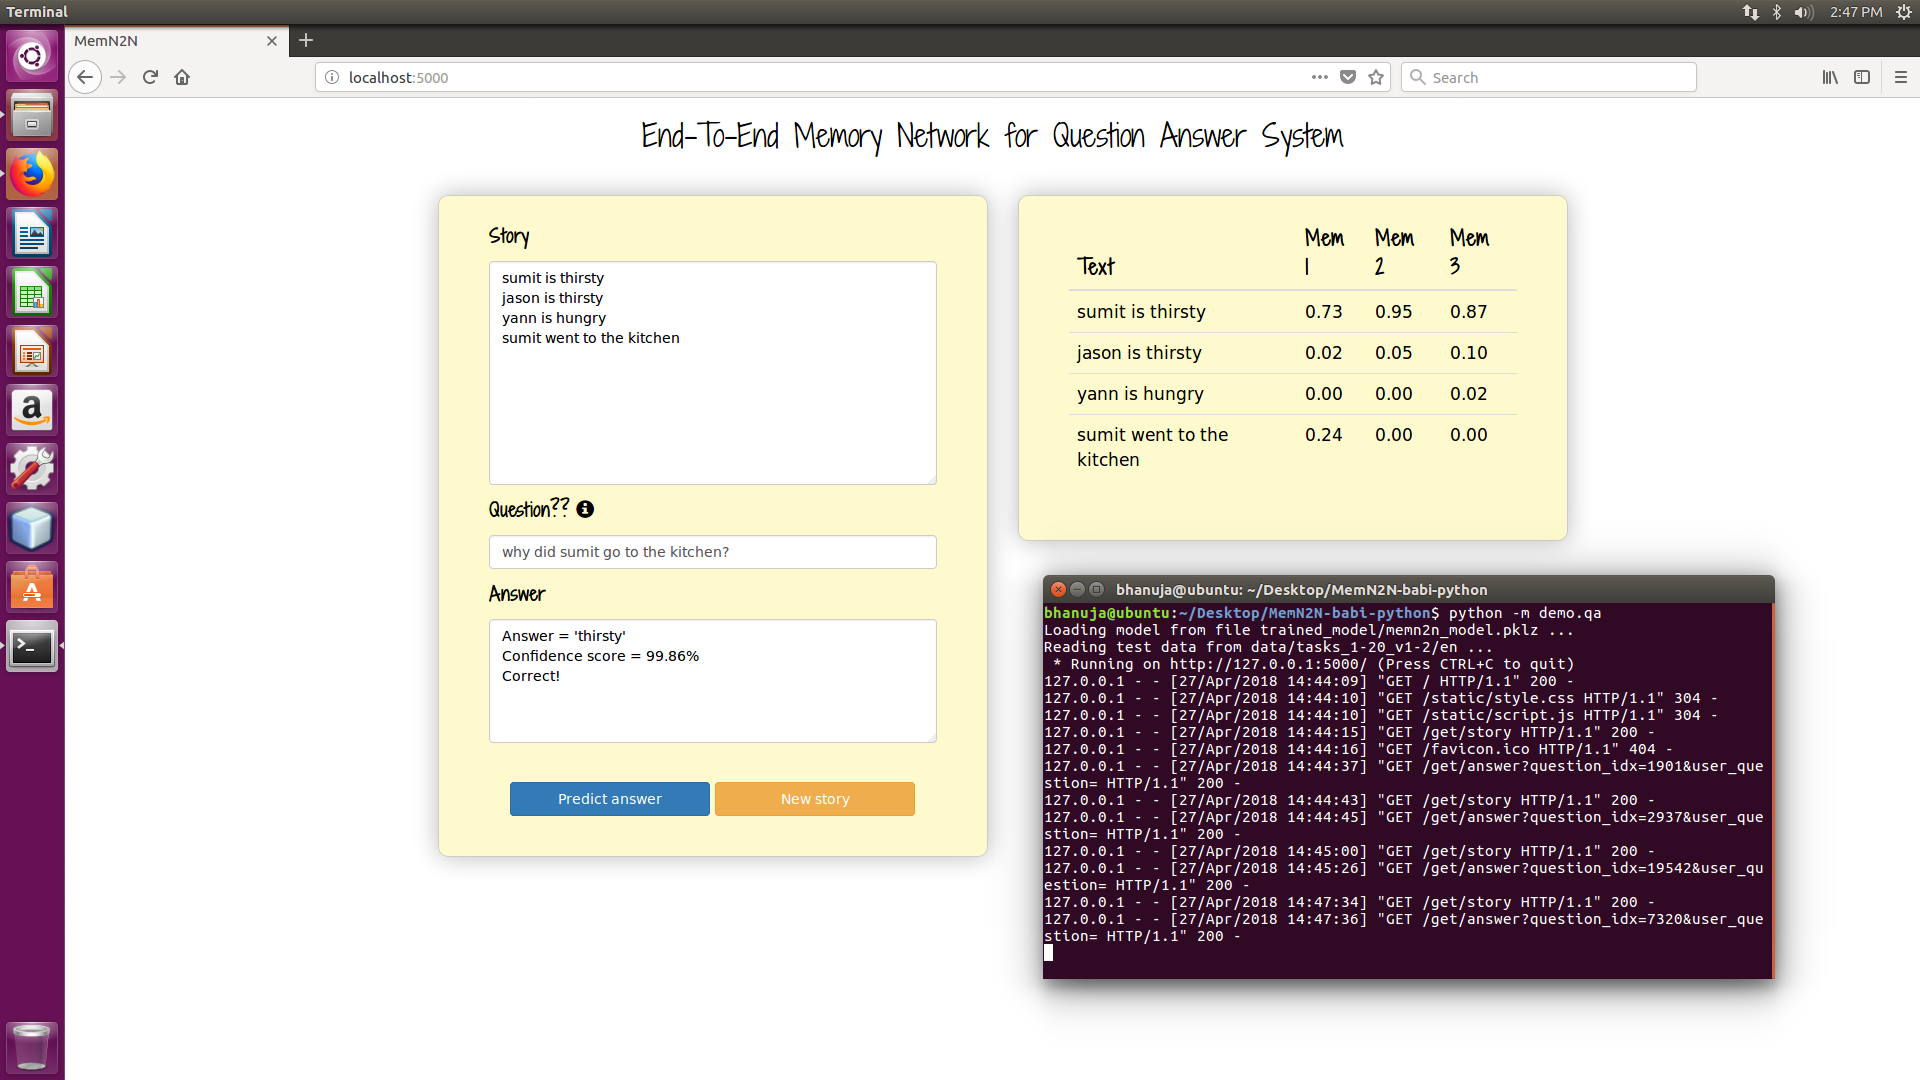 Terminal
2:47 PM
MemN2N
localhost:5000
Search
End-To-End Memory Network for Question Answer System
Story
sumit is thirsty
jason is thirsty
yann is hungry
sumit went to the kitchen
Question??
why did sumit go to the kitchen?
Answer
Answer = 'thirsty'
Confidence score = 99.86%
Correct!
Predict answer New story
Text Mem 1 Mem 2 Mem 3
sumit is thirsty 0.73 0.95 0.87
jason is thirsty 0.02 0.05 0.10
yann is hungry 0.00 0.00 0.02
sumit went to the 0.24 0.00 0.00
kitchen
bhanuja@ubuntu: ~/Desktop/MemN2N-babi-python
bhanuja@ubuntu:~/Desktop/MemN2N-babi-python$ python -m demo.qa
Loading model from file trained_model/memn2n_model.pklz ...
Reading test data from data/tasks_1-20_v1-2/en ...
* Running on http://127.0.0.1:5000/ (Press CTRL+C to quit)
127.0.0.1 - - [27/Apr/2018 14:44:09] "GET / HTTP/1.1" 200 -
127.0.0.1 - - [27/Apr/2018 14:44:10] "GET /static/style.css HTTP/1.1" 304 -
127.0.0.1 - - [27/Apr/2018 14:44:10] "GET /static/script.js HTTP/1.1" 304 -
127.0.0.1 - - [27/Apr/2018 14:44:15] "GET /get/story HTTP/1.1" 200 -
127.0.0.1 - - [27/Apr/2018 14:44:16] "GET /favicon.ico HTTP/1.1" 404 -
127.0.0.1 - - [27/Apr/2018 14:44:37] "GET /get/answer?question_idx=1901&user_que
stion= HTTP/1.1" 200 -
127.0.0.1 - - [27/Apr/2018 14:44:43] "GET /get/story HTTP/1.1" 200 -
127.0.0.1 - - [27/Apr/2018 14:44:45] "GET /get/answer?question_idx=2937&user_que
stion= HTTP/1.1" 200 -
127.0.0.1 - - [27/Apr/2018 14:45:00] "GET /get/story HTTP/1.1" 200 -
127.0.0.1 - - [27/Apr/2018 14:45:26] "GET /get/answer?question_idx=19542&user_qu
estion= HTTP/1.1" 200 -
127.0.0.1 - - [27/Apr/2018 14:47:34] "GET /get/story HTTP/1.1" 200 -
127.0.0.1 - - [27/Apr/2018 14:47:36] "GET /get/answer?question_idx=7320&user_que
stion= HTTP/1.1" 200 -